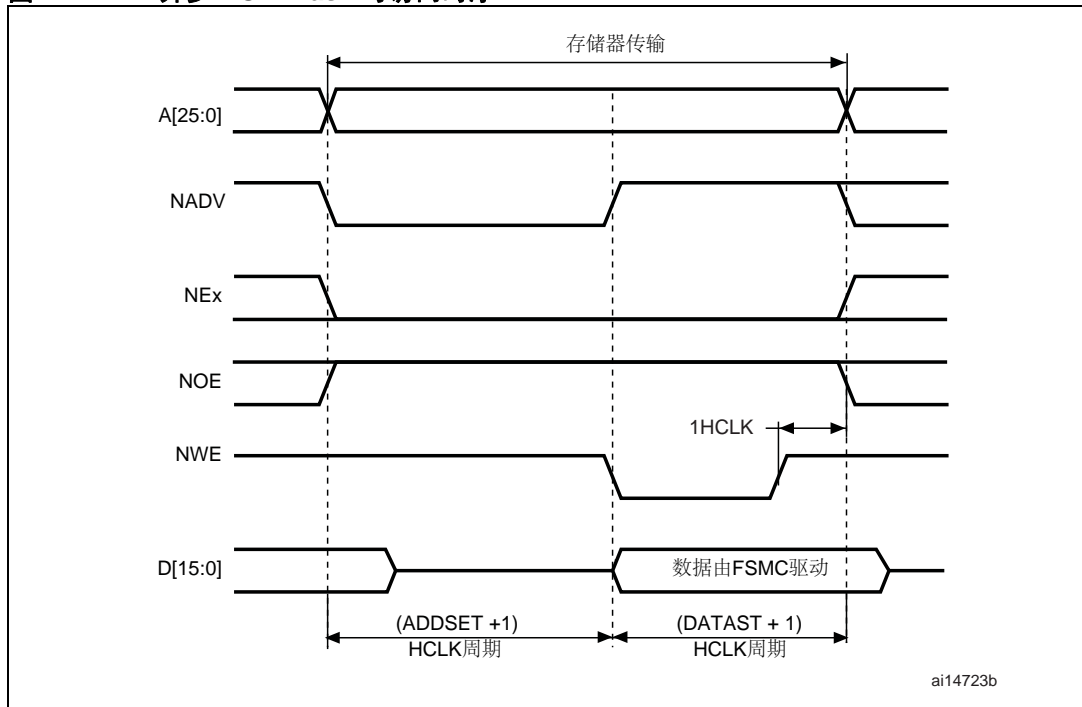 存储器传输
A[25:0]
NADV
NEx
NOE
1HCLK
NWE
D[15:0]
数据由FSMC驱动
(ADDSET +1)
HCLK周期
(DATAST + 1)
HCLK周期
ai14723b